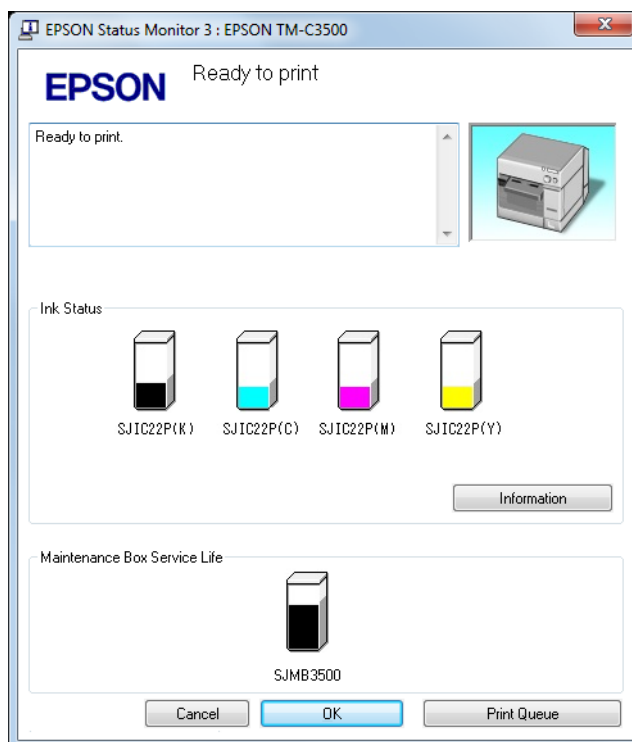 EPSON Status Monitor 3 : EPSON TM-C3500
EPSON
Ready to print
Ready to print.
Ink Status
SJIC22P(K) SJIC22P(C) SJIC22P(M) SJIC22P(Y)
Information
Maintenance Box Service Life
SJMB3500
Cancel OK Print Queue